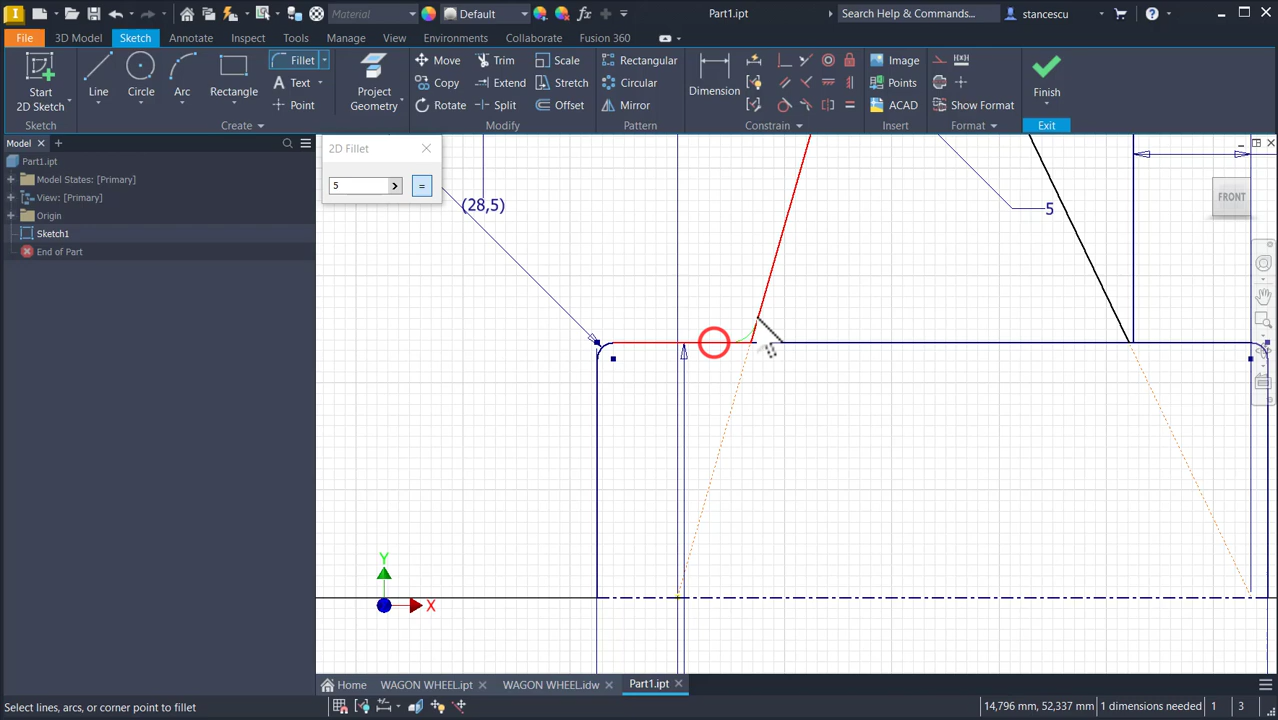 Material
Default
Part1.ipt
Search Help & Commands...
stancescu
File
3D Model
Sketch
Annotate
Inspect
Tools
Manage
View
Environments
Collaborate
Fusion 360
Start
2D Sketch
Line
Circle
Arc
Rectangle
Fillet
Text
Point
Project
Geometry
Move
Copy
Rotate
Trim
Extend
Split
Scale
Stretch
Offset
Rectangular
Circular
Mirror
Dimension
Image
Points
ACAD
Show Format
Finish
Sketch
Create
Modify
Pattern
Constrain
Insert
Format
Exit
Model
Part1.ipt
Model States: [Primary]
View: [Primary]
Origin
Sketch1
End of Part
2D Fillet
5
=
(28,5)
5
FRONT
Y
X
Home
WAGON WHEEL.ipt
WAGON WHEEL.idw
Part1.ipt
Select lines, arcs, or corner point to fillet
14,796 mm, 52,337 mm
1 dimensions needed
1
3